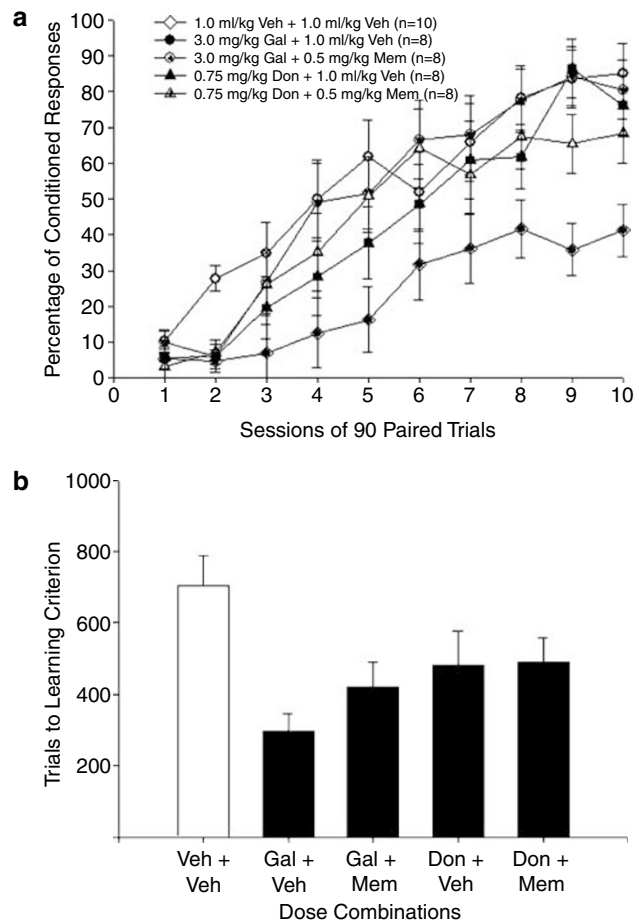 a
1.0 ml/kg Veh + 1.0 ml/kg Veh (n=10)
3.0 mg/kg Gal + 1.0 ml/kg Veh (n=8)
3.0 mg/kg Gal + 0.5 mg/kg Mem (n=8)
0.75 mg/kg Don + 1.0 ml/kg Veh (n=8)
0.75 mg/kg Don + 0.5 mg/kg Mem (n=8)
Percentage of Conditioned Responses
100
90
80
70
60
50
40
30
20
10
0
0 1 2 3 4 5 6 7 8 9 10
Sessions of 90 Paired Trials
b
Trials to Learning Criterion
1000
800
600
400
200
Veh + Gal + Gal + Don + Don +
Veh Veh Mem Veh Mem
Dose Combinations